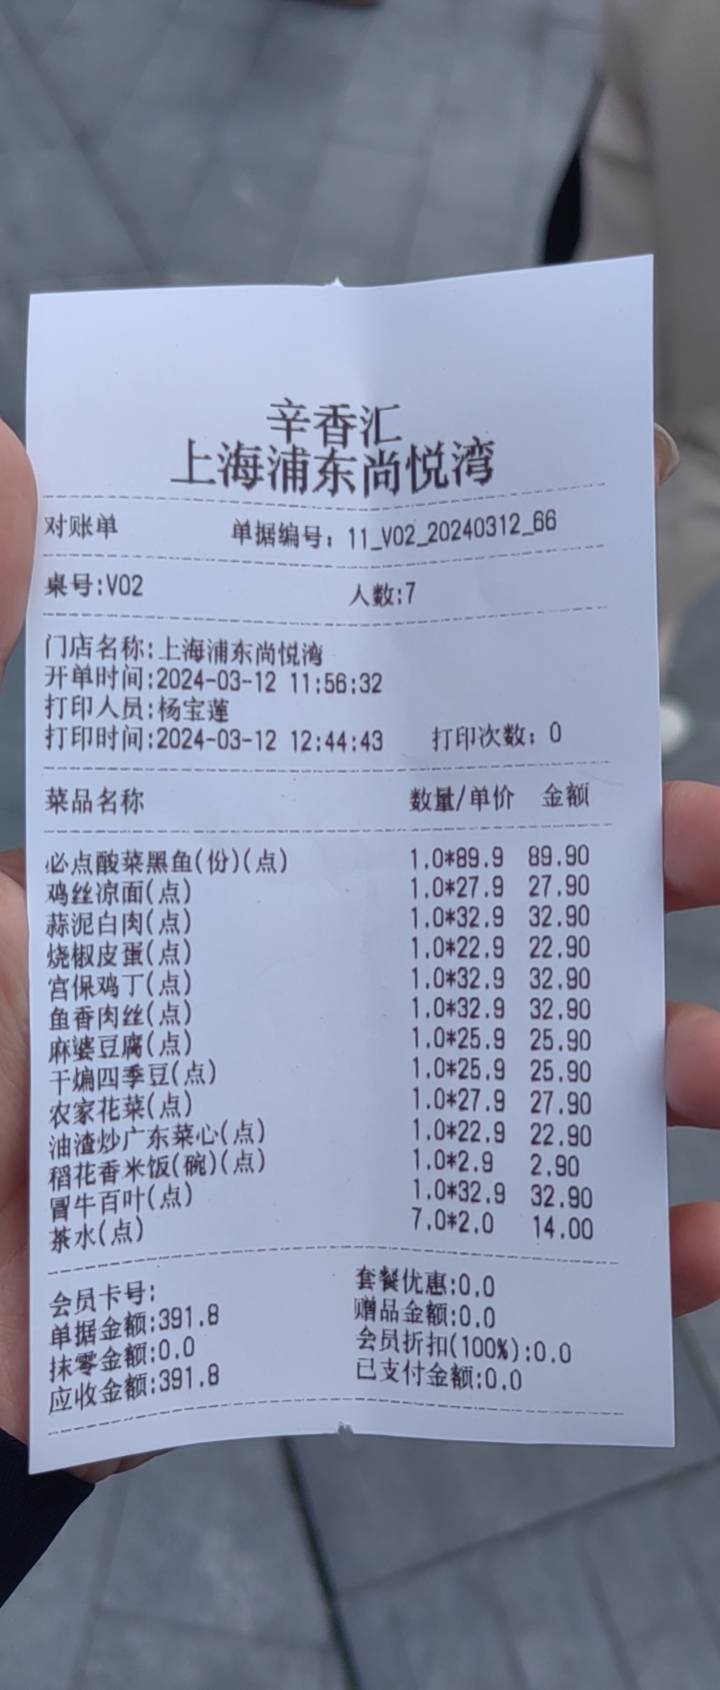 辛香汇
上海浦东尚悦湾
对账单 单据编号：11_V02_20240312_66
桌号:V02 人数:7
门店名称:上海浦东尚悦湾
开单时间:2024-03-12 11:56:32
打印人员:杨宝莲
打印时间:2024-03-12 12:44:43 打印次数：0
菜品名称 数量/单价 金额
必点酸菜黑鱼(份)(点) 1.0*89.9 89.90
鸡丝凉面(点) 1.0*27.9 27.90
蒜泥白肉(点) 1.0*32.9 32.90
烧椒皮蛋(点) 1.0*22.9 22.90
宫保鸡丁(点) 1.0*32.9 32.90
鱼香肉丝(点) 1.0*32.9 32.90
麻婆豆腐(点) 1.0*25.9 25.90
干煸四季豆(点) 1.0*25.9 25.90
农家花菜(点) 1.0*27.9 27.90
油渣炒广东菜心(点) 1.0*22.9 22.90
稻花香米饭(碗)(点) 1.0*2.9 2.90
冒牛百叶(点) 1.0*32.9 32.90
茶水(点) 7.0*2.0 14.00
会员卡号: 套餐优惠:0.0
单据金额:391.8 赠品金额:0.0
抹零金额:0.0 会员折扣(100%):0.0
应收金额:391.8 已支付金额:0.0